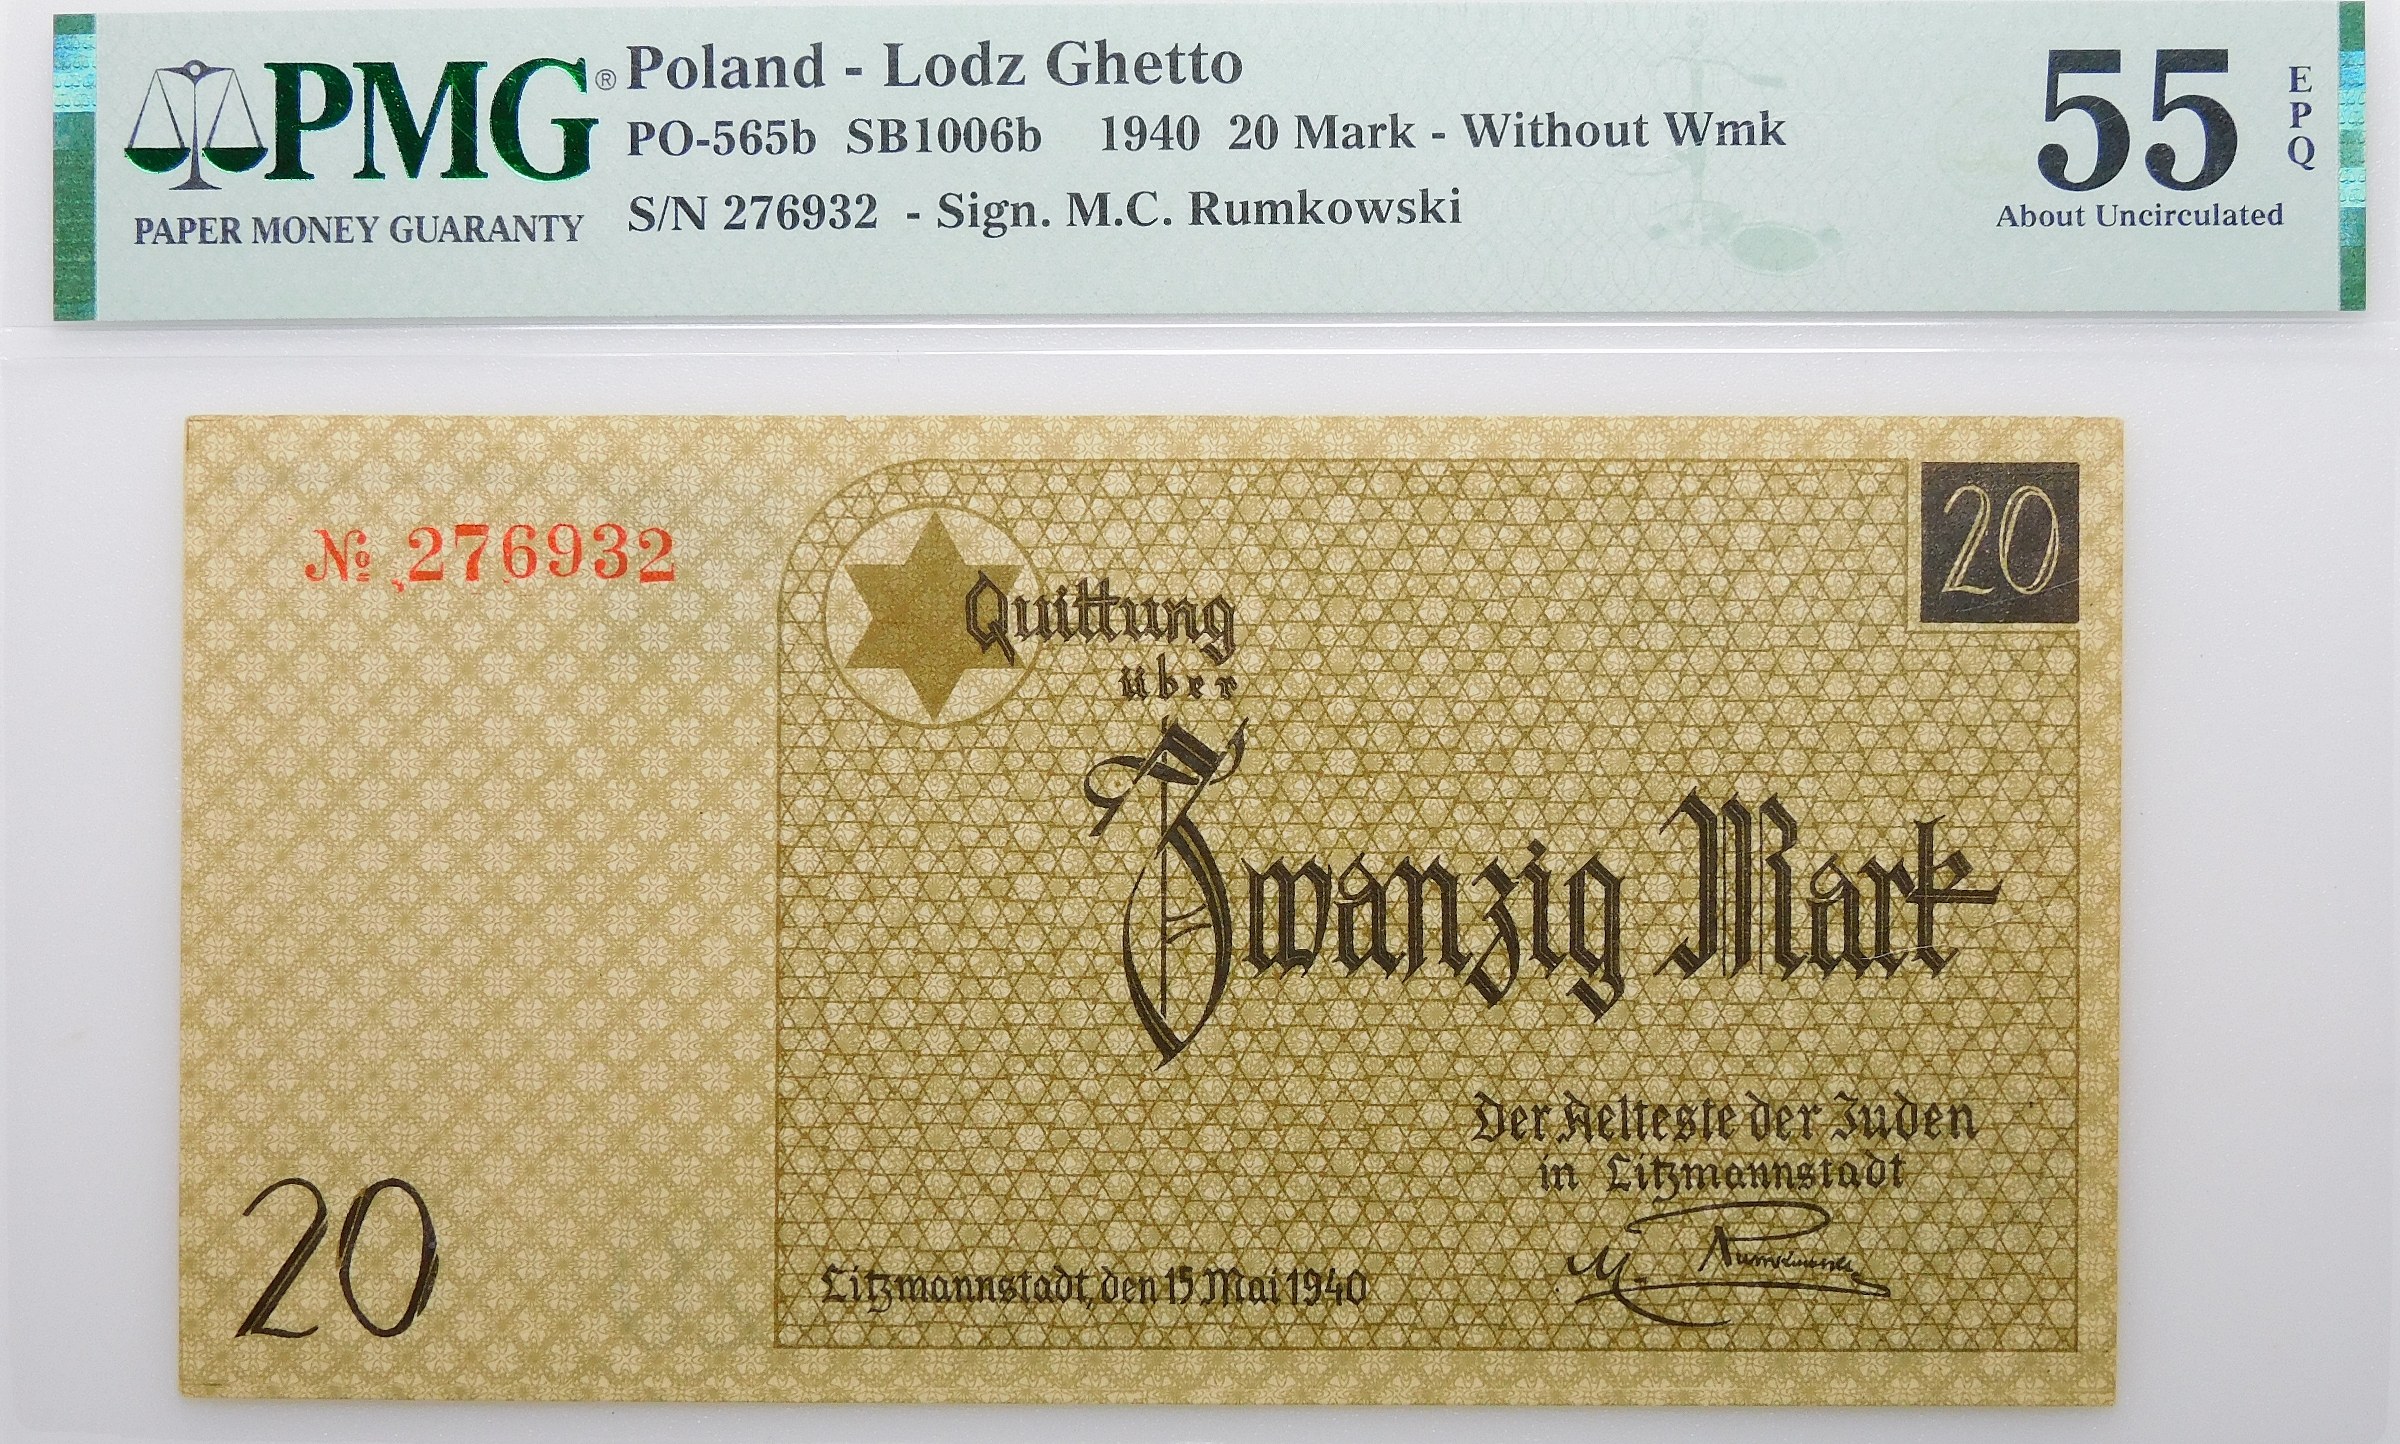 PMG®
PAPER MONEY GUARANTY
Poland - Lodz Ghetto
PO-565b SB1006b 1940 20 Mark - Without Wmk
S/N 276932 - Sign. M.C. Rumkowski
55
EPQ
About Uncirculated
№ 276932
20
Quittung
über
Zwanzig Mark
Der Aelteste der Juden
in Litzmannstadt
M. Rumkowski
Litzmannstadt, den 15 Mai 1940
20